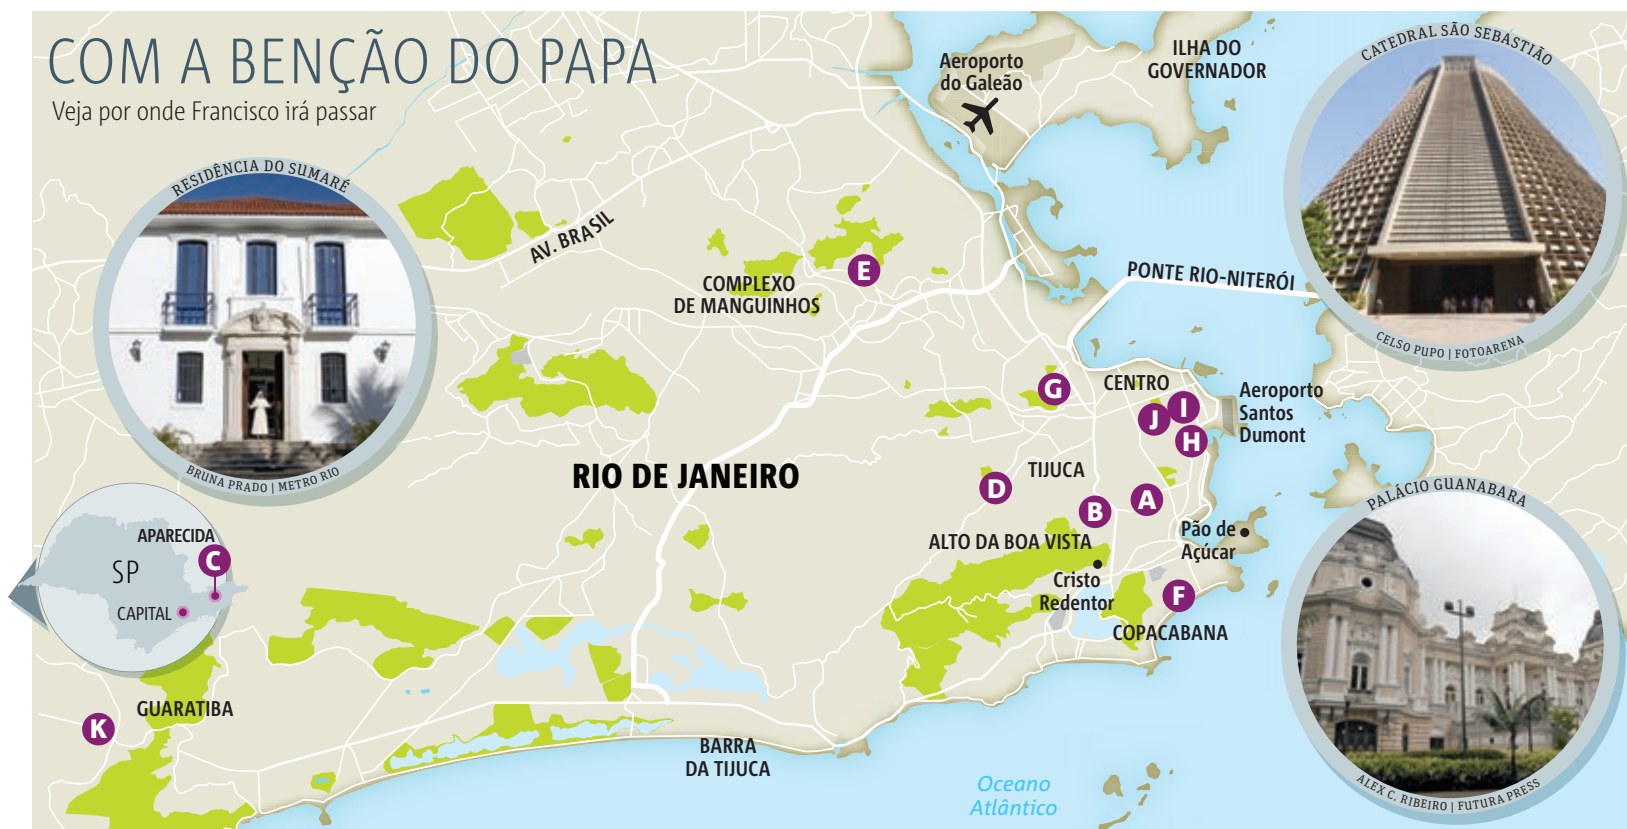 COM A BENÇÃO DO PAPA
Veja por onde Francisco irá passar
RESIDÊNCIA DO SUMARÉ
BRUNA PRADO | METRO RIO
Aeroporto
do Galeão
ILHA DO
GOVERNADOR
CATEDRAL SÃO SEBASTIÃO
CELSO PUPO | FOTOARENA
AV. BRASIL
COMPLEXO
DE MANGUINHOS
E
PONTE RIO-NITERÓI
G
CENTRO
J
I
H
Aeroporto
Santos
Dumont
RIO DE JANEIRO
TIJUCA
D
B
A
ALTO DA BOA VISTA
Pão de
Açúcar
Cristo
Redentor
F
COPACABANA
PALÁCIO GUANABARA
ALEX C. RIBEIRO | FUTURA PRESS
APARECIDA
C
SP
CAPITAL
GUARATIBA
K
BARRA
DA TIJUCA
Oceano
Atlântico